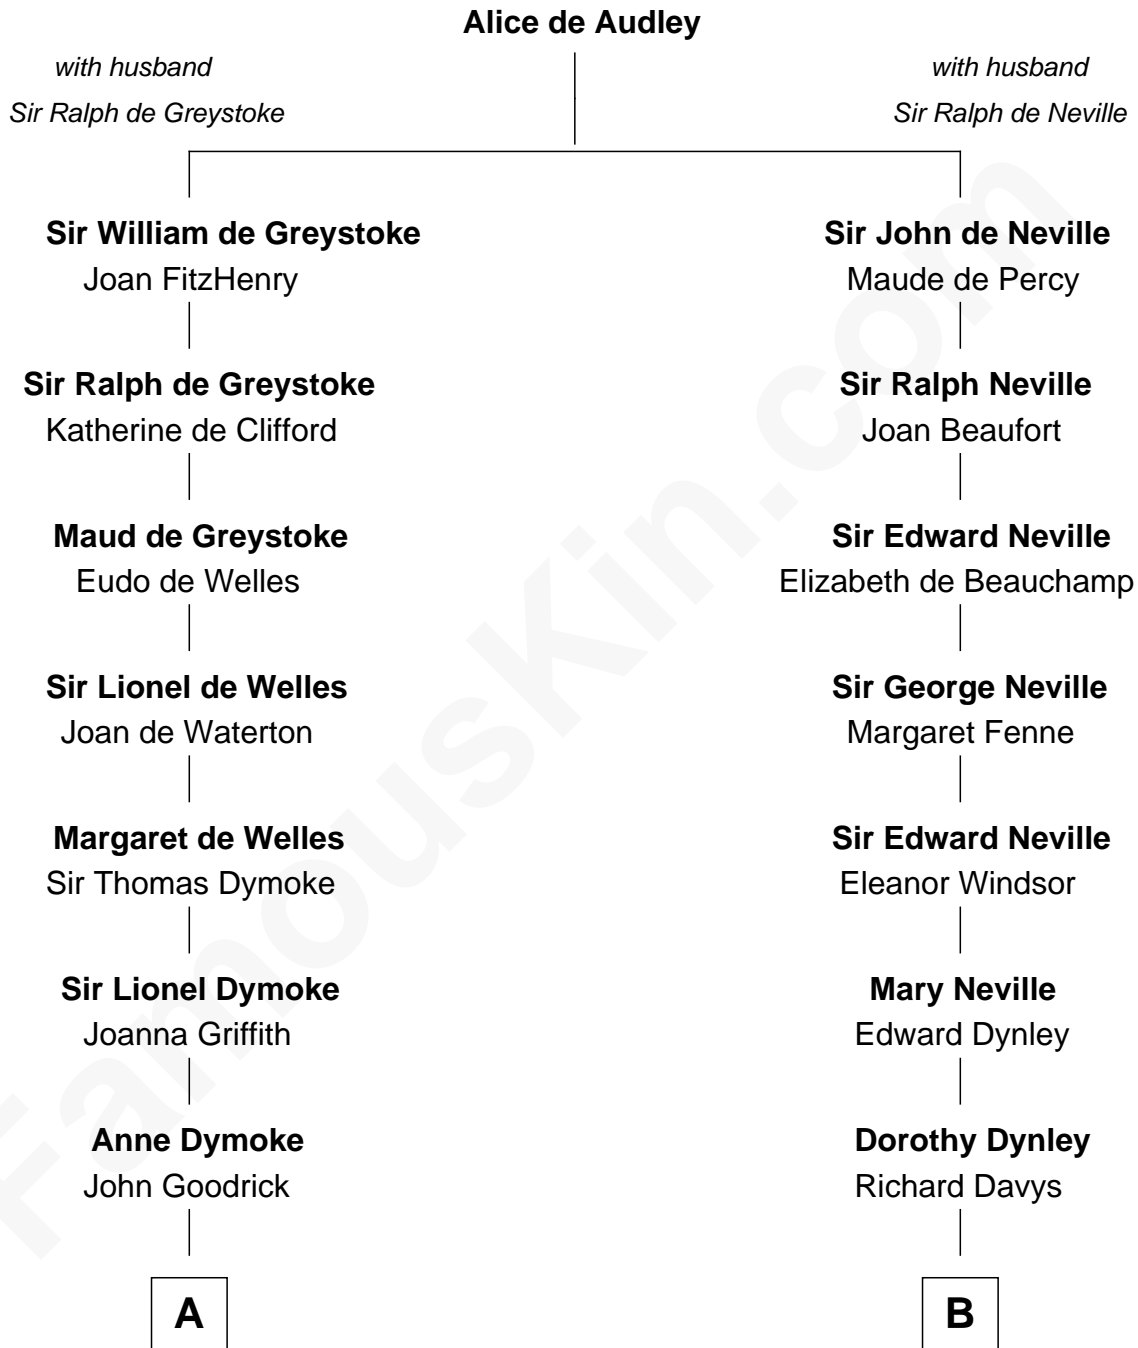 Alice de Audley
with husband
Sir Ralph de Greystoke
with husband
Sir Ralph de Neville
Sir William de Greystoke
Joan FitzHenry
Sir John de Neville
Maude de Percy
Sir Ralph de Greystoke
Katherine de Clifford
Sir Ralph Neville
Joan Beaufort
Maud de Greystoke
Eudo de Welles
Sir Edward Neville
Elizabeth de Beauchamp
Sir Lionel de Welles
Joan de Waterton
Sir George Neville
Margaret Fenne
Margaret de Welles
Sir Thomas Dymoke
Sir Edward Neville
Eleanor Windsor
Sir Lionel Dymoke
Joanna Griffith
Mary Neville
Edward Dynley
Anne Dymoke
John Goodrick
Dorothy Dynley
Richard Davys
A
B
FamousKin.com